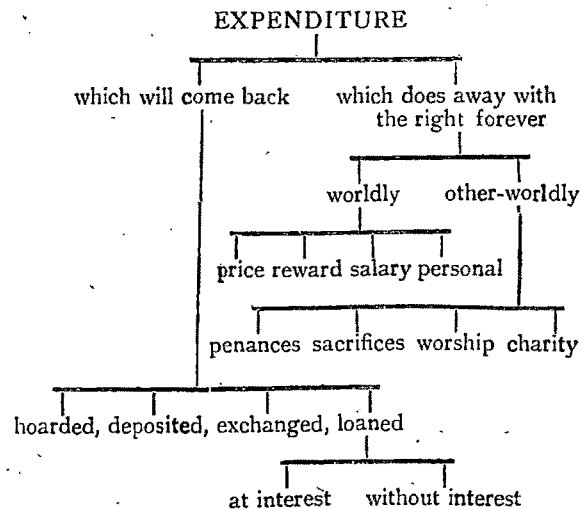 EXPENDITURE
which will come back
which does away with
the right forever
worldly other-worldly
price reward salary personal
penances sacrifices worship charity
hoarded, deposited, exchanged, loaned
at interest without interest